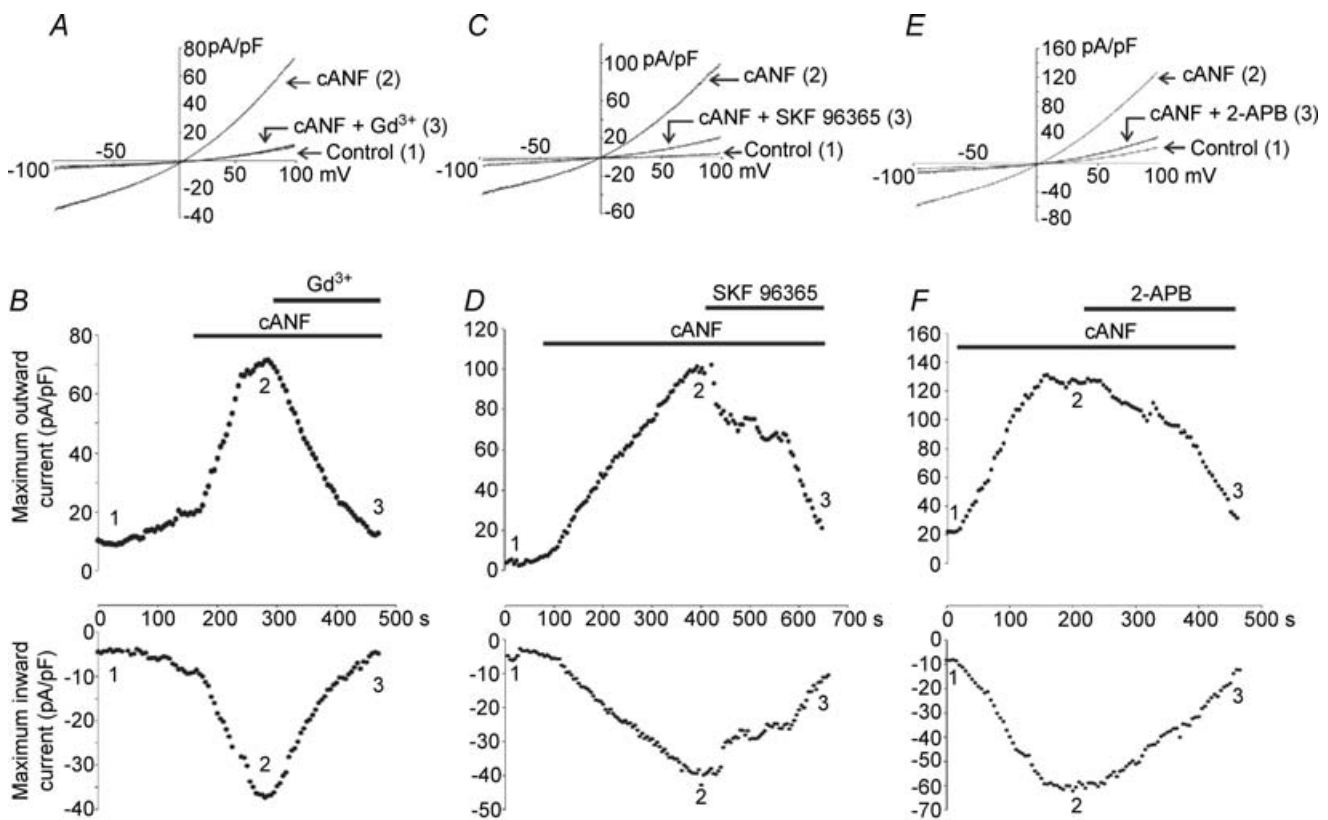 A
80 pA/pF
60
40
20
-20
-40
-100
-50
50
100 mV
cANF (2)
cANF + Gd³⁺ (3)
Control (1)
C
100
pA/pF
60
20
-20
-60
-100
-50
50
100 mV
cANF (2)
cANF + SKF 96365 (3)
Control (1)
E
160
pA/pF
120
80
40
-40
-80
-100
-50
50
100 mV
cANF (2)
cANF + 2-APB (3)
Control (1)
B
Gd³⁺
cANF
Maximum outward
current (pA/pF)
80
60
40
20
0
1
2
3
0 100 200 300 400 500 s
Maximum inward
current (pA/pF)
0
-10
-20
-30
-40
1
2
3
D
SKF 96365
cANF
120
100
80
60
40
20
0
1
2
3
0 100 200 300 400 500 600 700 s
0
-10
-20
-30
-40
-50
1
2
3
F
2-APB
cANF
160
140
120
100
80
60
40
20
0
1
2
3
0 100 200 300 400 500 s
0
-10
-20
-30
-40
-50
-60
-70
1
2
3